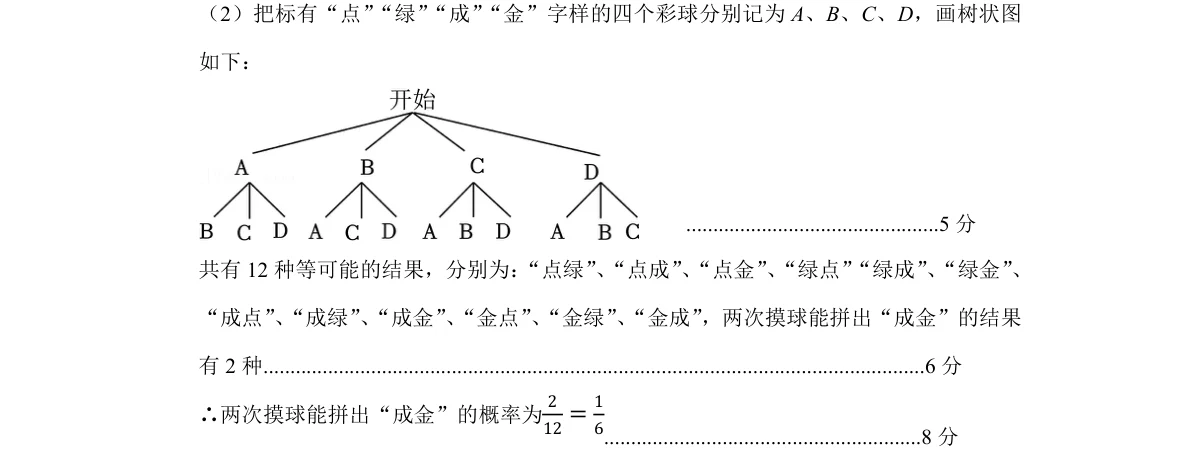 （2）把标有“点”“绿”“成”“金”字样的四个彩球分别记为 A、B、C、D，画树状图
如下：
开始
A B C D
B C D A C D A B D A B C
...............................................5 分
共有 12 种等可能的结果，分别为：“点绿”、“点成”、“点金”、“绿点”“绿成”、“绿金”、
“成点”、“成绿”、“成金”、“金点”、“金绿”、“金成”，两次摸球能拼出“成金”的结果
有 2 种..............................................................................................................................6 分
∴两次摸球能拼出“成金”的概率为2/12 = 1/6
...........................................................8 分